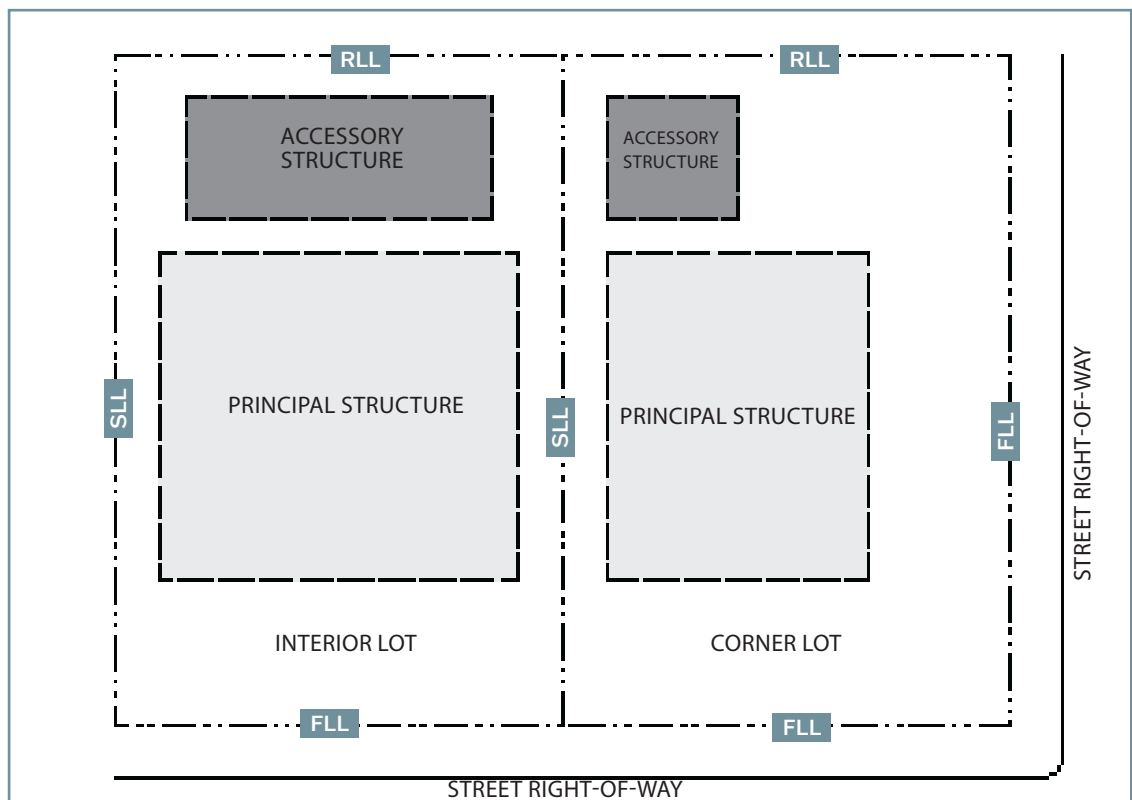 RLL
RLL
ACCESSORY
STRUCTURE
ACCESSORY
STRUCTURE
SLL
PRINCIPAL STRUCTURE
SLL
PRINCIPAL STRUCTURE
FLL
STREET RIGHT-OF-WAY
INTERIOR LOT
CORNER LOT
FLL
FLL
STREET RIGHT-OF-WAY